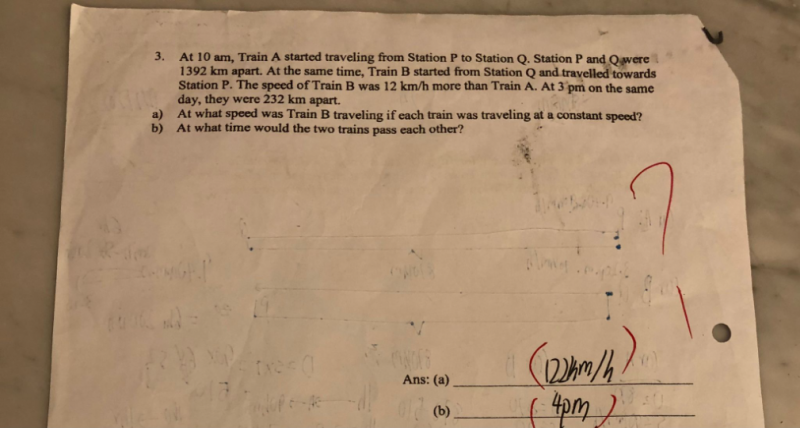 3. At 10 am, Train A started traveling from Station P to Station Q. Station P and Q were
1392 km apart. At the same time, Train B started from Station Q and travelled towards
Station P. The speed of Train B was 12 km/h more than Train A. At 3 pm on the same
day, they were 232 km apart.
a) At what speed was Train B traveling if each train was traveling at a constant speed?
b) At what time would the two trains pass each other?
Ans: (a) (122km/h)
(b) (4pm)